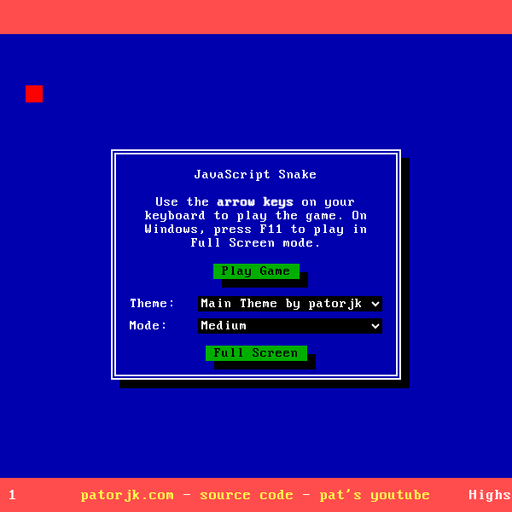 JavaScript Snake
Use the arrow keys on your
keyboard to play the game. On
Windows, press F11 to play in
Full Screen mode.
Play Game
Theme: Main Theme by patorjk
Mode: Medium
Full Screen
1 patorjk.com - source code - pat's youtube Highs